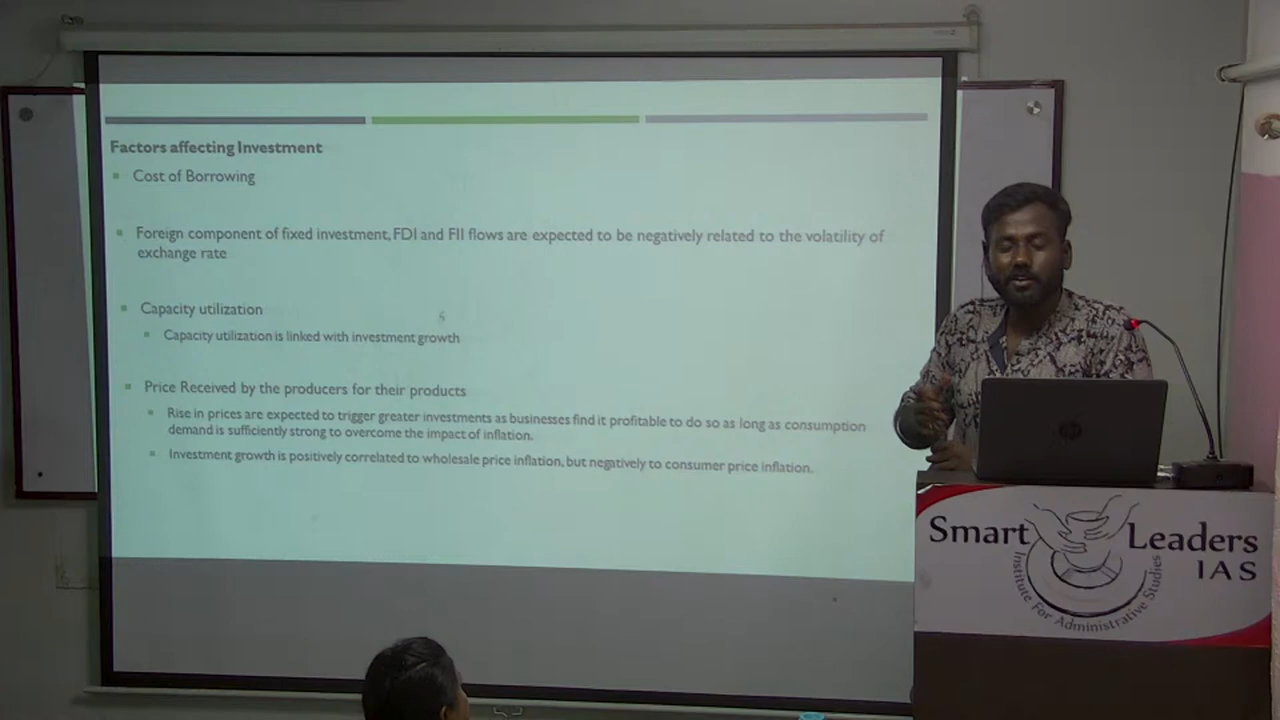 Factors affecting Investment
Cost of Borrowing
Foreign component of fixed investment, FDI and FII flows are expected to be negatively related to the volatility of
exchange rate
Capacity utilization
Capacity utilization is linked with investment growth
Price Received by the producers for their products
Rise in prices are expected to trigger greater investments as businesses find it profitable to do so as long as consumption
demand is sufficiently strong to overcome the impact of inflation.
Investment growth is positively correlated to wholesale price inflation, but negatively to consumer price inflation.
hp
Smart Leaders
IAS
Institute For Administrative Studies